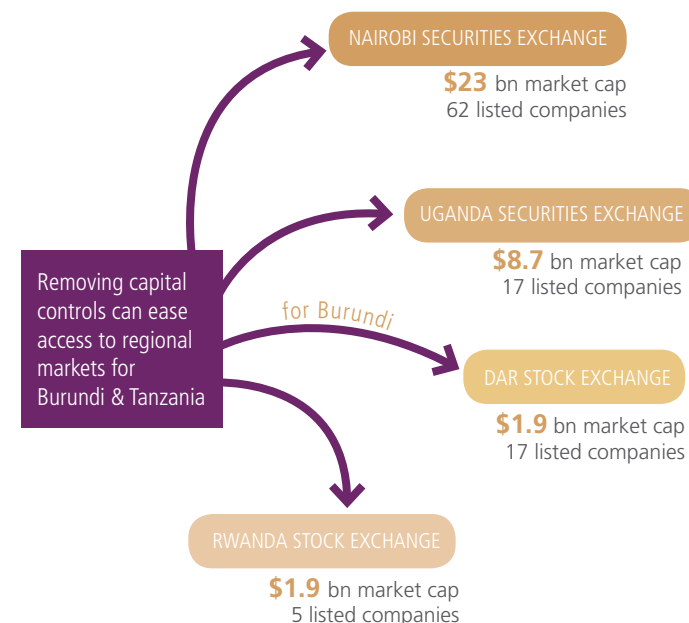 NAIROBI SECURITIES EXCHANGE
$23 bn market cap
62 listed companies
UGANDA SECURITIES EXCHANGE
$8.7 bn market cap
17 listed companies
Removing capital
controls can ease
access to regional
markets for
Burundi & Tanzania
for Burundi
DAR STOCK EXCHANGE
$1.9 bn market cap
17 listed companies
RWANDA STOCK EXCHANGE
$1.9 bn market cap
5 listed companies